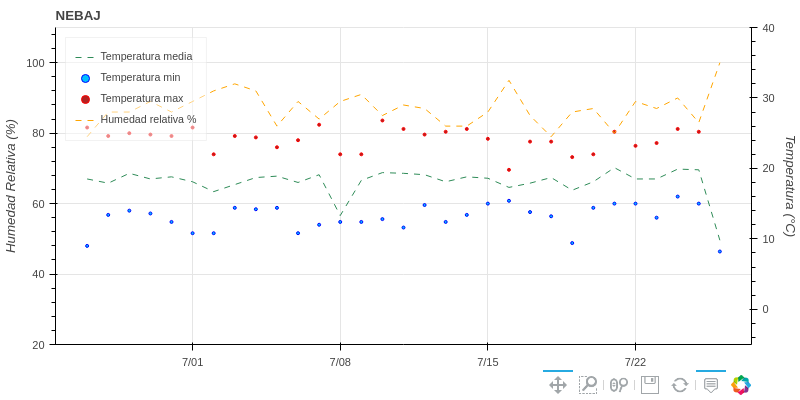 NEBAJ
Temperatura media
Temperatura min
Temperatura max
Humedad relativa %
Humedad Relativa (%)
100
80
60
40
20
40
30
20
10
0
Temperatura (°C)
7/01
7/08
7/15
7/22